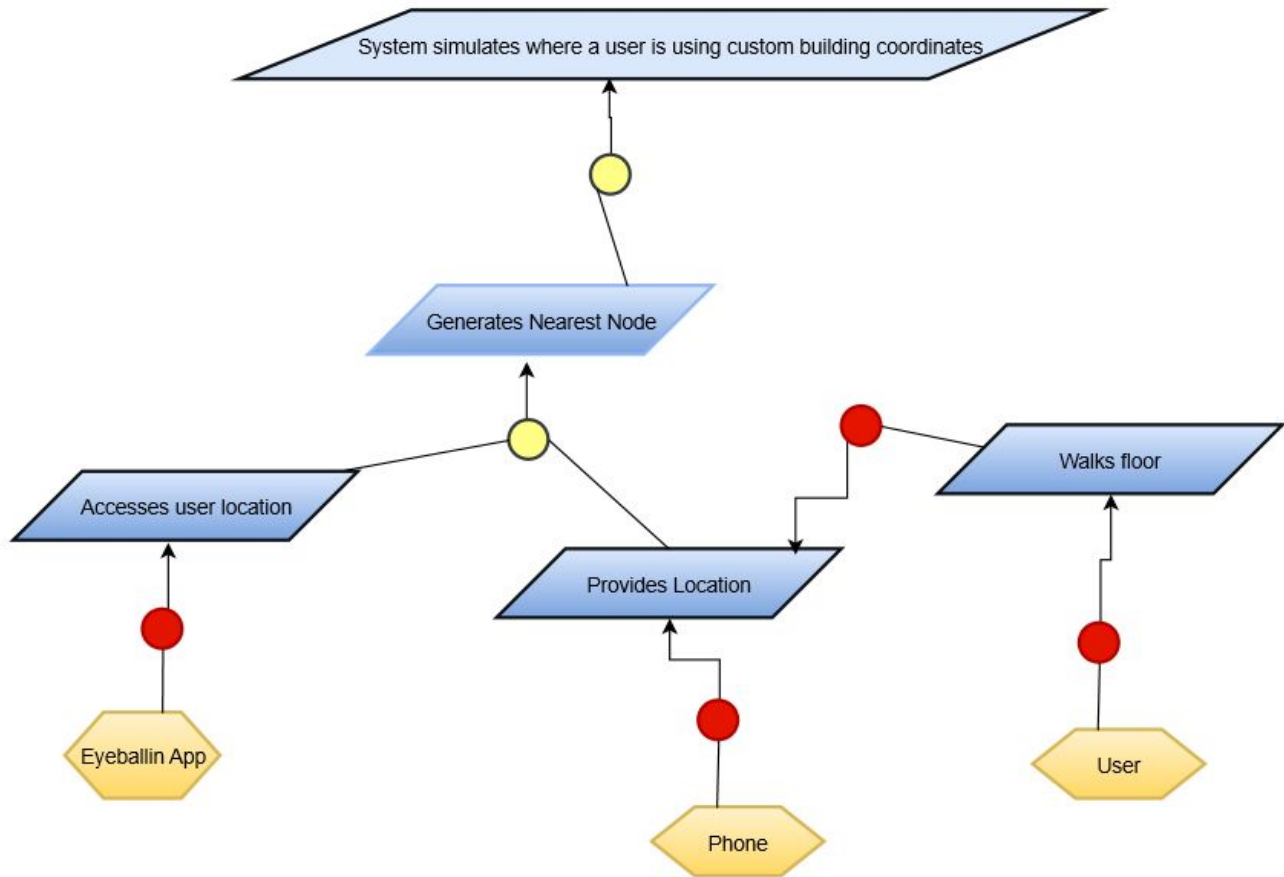 System simulates where a user is using custom building coordinates
Generates Nearest Node
Walks floor
Accesses user location
Provides Location
Eyeballin App
User
Phone